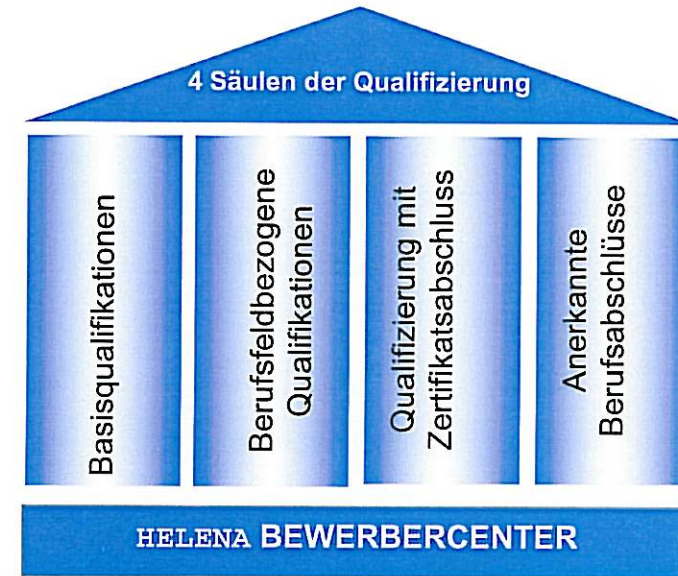 4 Säulen der Qualifizierung
Basisqualifikationen
Berufsfeldbezogene
Qualifikationen
Qualifizierung mit
Zertifikatsabschluss
Anerkannte
Berufsabschlüsse
HELENA BEWERBERCENTER